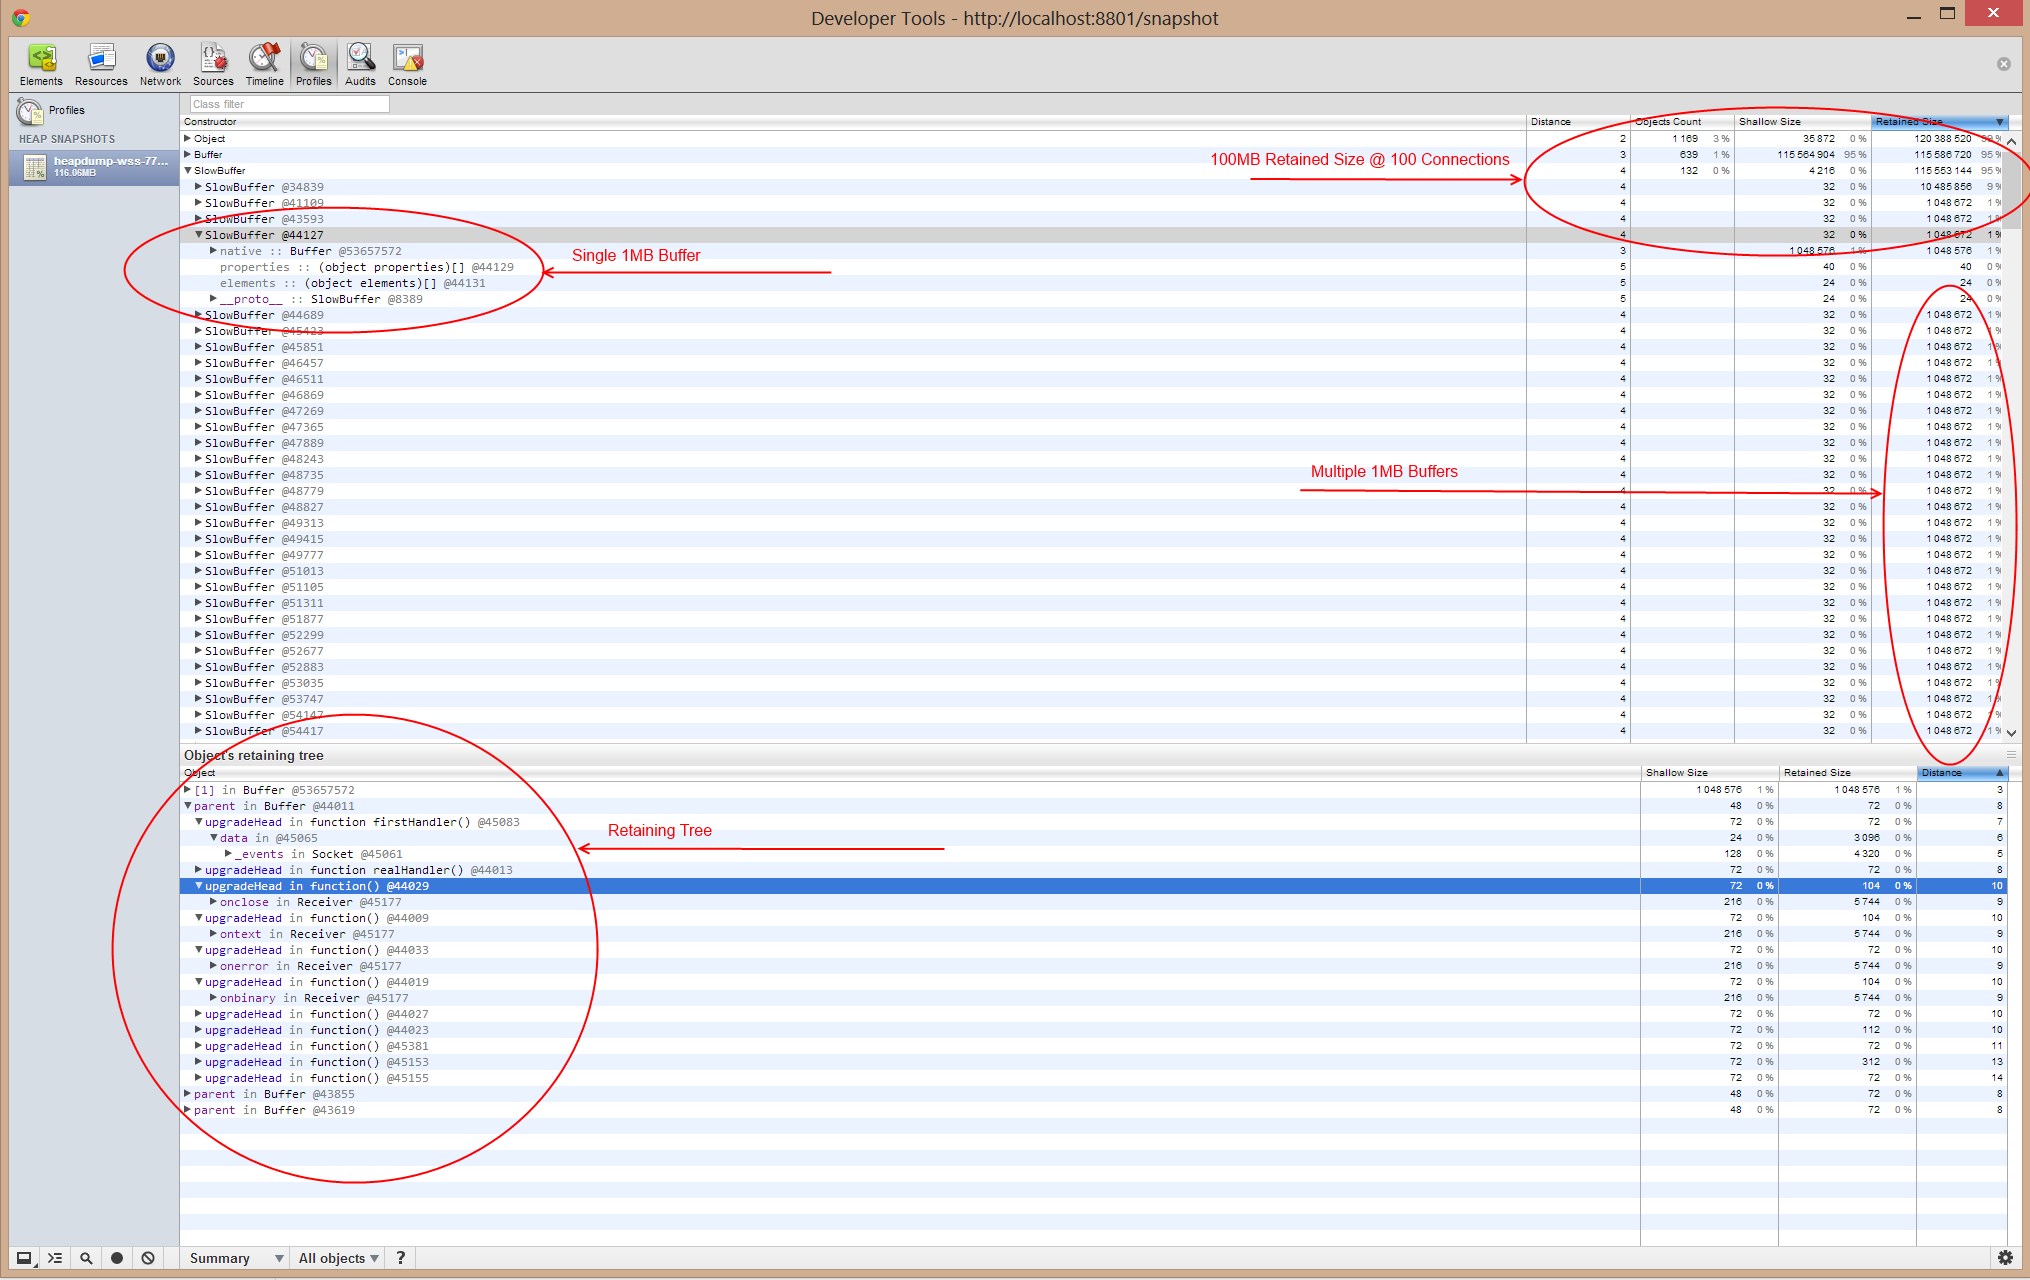 Developer Tools - http://localhost:8801/snapshot
Elements Resources Network Sources Timeline Profiles Audits Console
Profiles
HEAP SNAPSHOTS
heapdump-wss-77...
116.06MB
Class filter
Constructor Distance Objects Count Shallow Size Retained Size
Object 2 1 169 3 % 35 872 0 % 120 388 520 99 %
Buffer 3 639 1 % 115 564 904 95 % 115 586 720 95 %
SlowBuffer 4 132 0 % 4 216 0 % 115 553 144 95 %
SlowBuffer @34839 4 32 0 % 10 485 856 9 %
SlowBuffer @41109 4 32 0 % 1 048 672 1 %
SlowBuffer @43593 4 32 0 % 1 048 672 1 %
SlowBuffer @44127 4 32 0 % 1 048 672 1 %
native :: Buffer @53657572 3 1 048 576 1 % 1 048 576 1 %
properties :: (object properties)[] @44129 5 40 0 % 40 0 %
elements :: (object elements)[] @44131 5 24 0 % 24 0 %
__proto__ :: SlowBuffer @8389 5 24 0 % 24 0 %
SlowBuffer @44689 4 32 0 % 1 048 672 1 %
SlowBuffer @45423 4 32 0 % 1 048 672 1 %
SlowBuffer @45851 4 32 0 % 1 048 672 1 %
SlowBuffer @46457 4 32 0 % 1 048 672 1 %
SlowBuffer @46511 4 32 0 % 1 048 672 1 %
SlowBuffer @46869 4 32 0 % 1 048 672 1 %
SlowBuffer @47269 4 32 0 % 1 048 672 1 %
SlowBuffer @47365 4 32 0 % 1 048 672 1 %
SlowBuffer @47889 4 32 0 % 1 048 672 1 %
SlowBuffer @48243 4 32 0 % 1 048 672 1 %
SlowBuffer @48735 4 32 0 % 1 048 672 1 %
SlowBuffer @48779 4 32 0 % 1 048 672 1 %
SlowBuffer @48827 4 32 0 % 1 048 672 1 %
SlowBuffer @49313 4 32 0 % 1 048 672 1 %
SlowBuffer @49415 4 32 0 % 1 048 672 1 %
SlowBuffer @49777 4 32 0 % 1 048 672 1 %
SlowBuffer @51013 4 32 0 % 1 048 672 1 %
SlowBuffer @51105 4 32 0 % 1 048 672 1 %
SlowBuffer @51311 4 32 0 % 1 048 672 1 %
SlowBuffer @51877 4 32 0 % 1 048 672 1 %
SlowBuffer @52299 4 32 0 % 1 048 672 1 %
SlowBuffer @52677 4 32 0 % 1 048 672 1 %
SlowBuffer @52883 4 32 0 % 1 048 672 1 %
SlowBuffer @53035 4 32 0 % 1 048 672 1 %
SlowBuffer @53747 4 32 0 % 1 048 672 1 %
SlowBuffer @54147 4 32 0 % 1 048 672 1 %
SlowBuffer @54417 4 32 0 % 1 048 672 1 %
100MB Retained Size @ 100 Connections
Single 1MB Buffer
Multiple 1MB Buffers
Object's retaining tree
Object Shallow Size Retained Size Distance
[1] in Buffer @53657572 1 048 576 1 % 1 048 576 1 % 3
parent in Buffer @44011 48 0 % 72 0 % 8
upgradeHead in function firstHandler() @45083 72 0 % 72 0 % 7
data in @45065 24 0 % 3 096 0 % 6
_events in Socket @45061 128 0 % 4 320 0 % 5
upgradeHead in function realHandler() @44013 72 0 % 72 0 % 8
upgradeHead in function() @44029 72 0 % 104 0 % 10
onclose in Receiver @45177 216 0 % 5 744 0 % 9
upgradeHead in function() @44009 72 0 % 104 0 % 10
ontext in Receiver @45177 216 0 % 5 744 0 % 9
upgradeHead in function() @44033 72 0 % 72 0 % 10
onerror in Receiver @45177 216 0 % 5 744 0 % 9
upgradeHead in function() @44019 72 0 % 104 0 % 10
onbinary in Receiver @45177 216 0 % 5 744 0 % 9
upgradeHead in function() @44027 72 0 % 72 0 % 10
upgradeHead in function() @44023 72 0 % 112 0 % 10
upgradeHead in function() @45381 72 0 % 72 0 % 11
upgradeHead in function() @45153 72 0 % 312 0 % 13
upgradeHead in function() @45155 72 0 % 72 0 % 14
parent in Buffer @43855 48 0 % 72 0 % 8
parent in Buffer @43619 48 0 % 72 0 % 8
Retaining Tree
Summary All objects ?